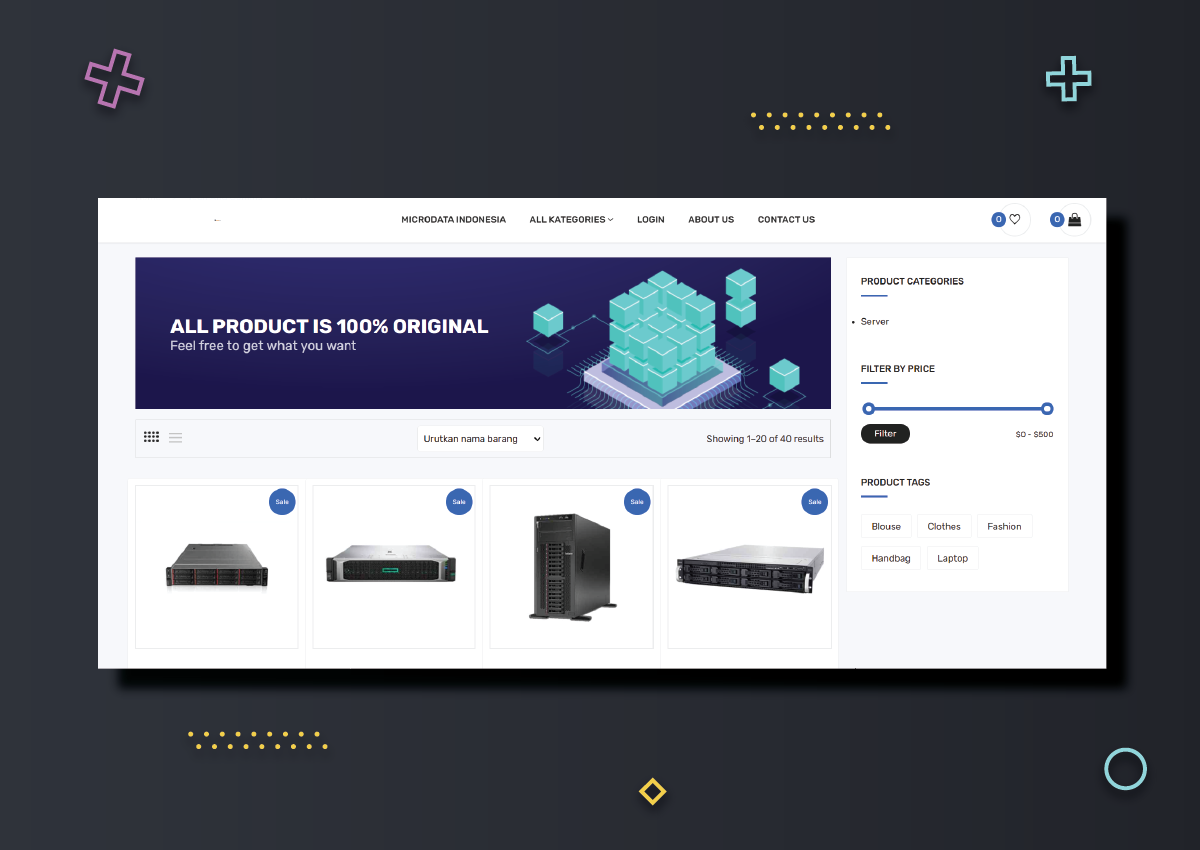 MICRODATA INDONESIA
ALL KATEGORIES
LOGIN
ABOUT US
CONTACT US
0
0
ALL PRODUCT IS 100% ORIGINAL
Feel free to get what you want
Urutkan nama barang
Showing 1–20 of 40 results
Sale
Sale
Sale
Sale
PRODUCT CATEGORIES
Server
FILTER BY PRICE
Filter
$0 - $500
PRODUCT TAGS
Blouse
Clothes
Fashion
Handbag
Laptop